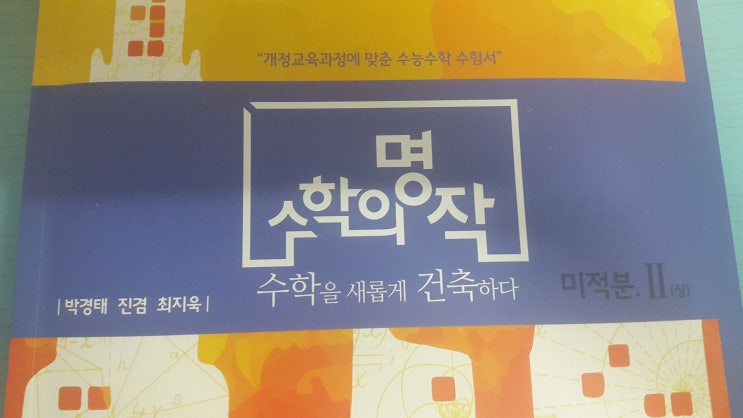 "개정교육과정에 맞춘 수능수학 수험서"
수학의 명작
수학을 새롭게 건축하다
미적분. II(상)
|박경태 진겸 최지욱|